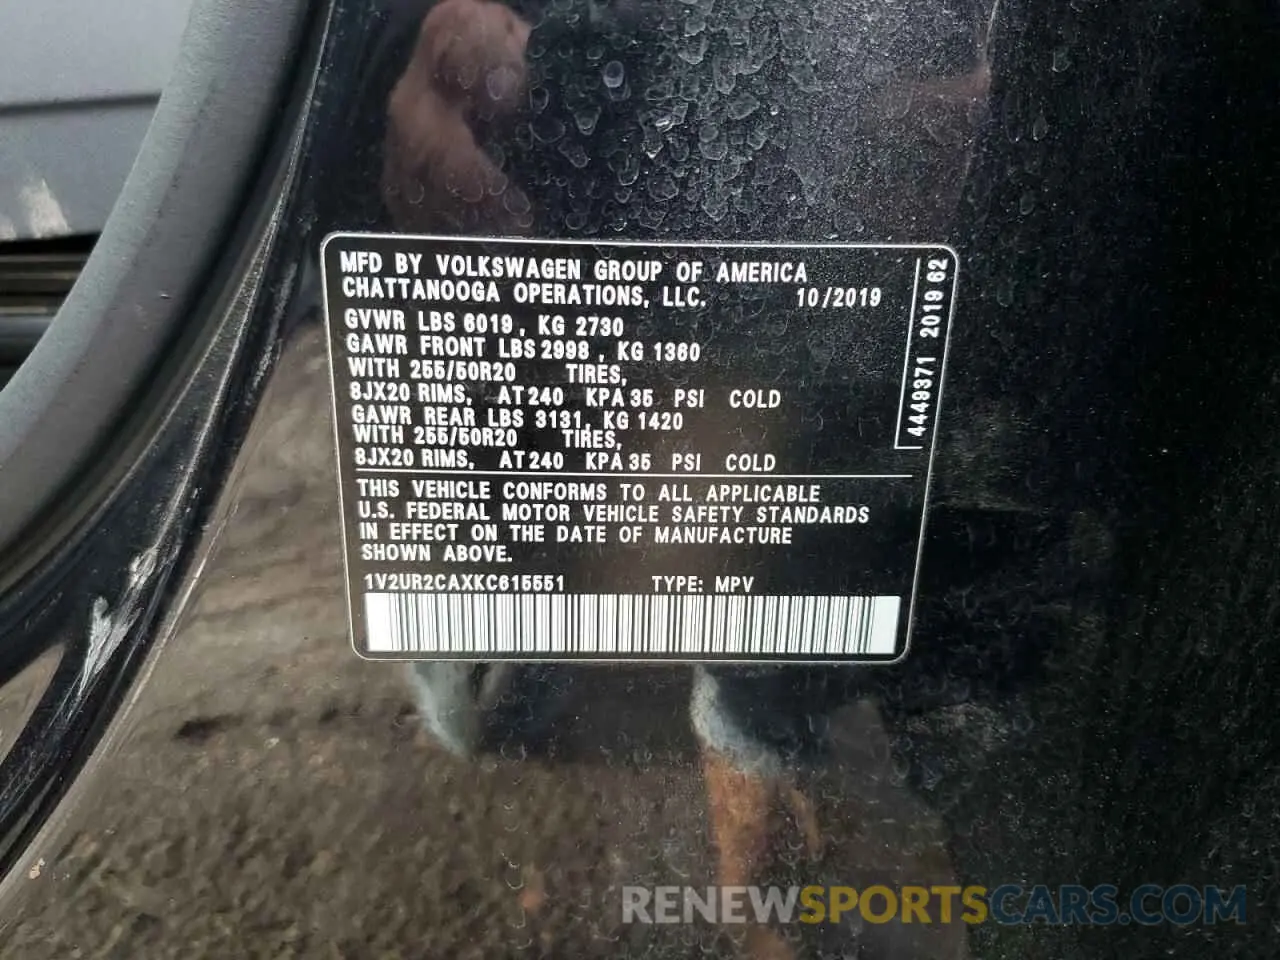 MFD BY VOLKSWAGEN GROUP OF AMERICA
CHATTANOOGA OPERATIONS, LLC. 10/2019
GVWR LBS 6019, KG 2730
GAWR FRONT LBS 2998, KG 1360
WITH 255/50R20 TIRES,
8JX20 RIMS, AT 240 KPA 35 PSI COLD
GAWR REAR LBS 3131, KG 1420
WITH 255/50R20 TIRES,
8JX20 RIMS, AT 240 KPA 35 PSI COLD
4449371 2019 62
THIS VEHICLE CONFORMS TO ALL APPLICABLE
U.S. FEDERAL MOTOR VEHICLE SAFETY STANDARDS
IN EFFECT ON THE DATE OF MANUFACTURE
SHOWN ABOVE.
1V2UR2CAXKC615551 TYPE: MPV
RENEWSPORTSCARS.COM